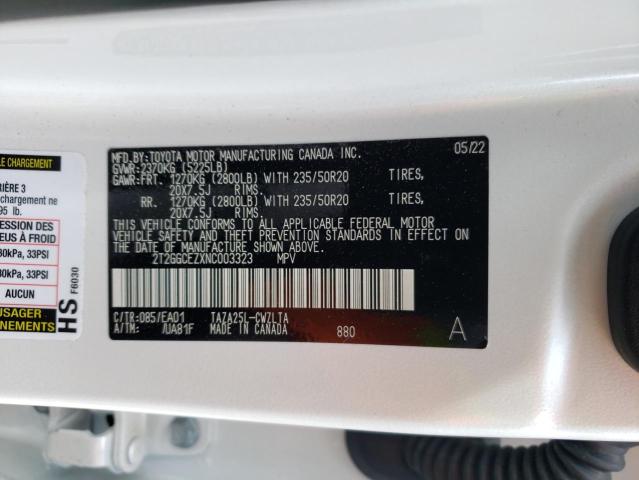 LE CHARGEMENT
RIÈRE 3
chargement ne
95 lb.
RESSION DES
EUS À FROID
30kPa, 33PSI
30kPa, 33PSI
AUCUN
USAGER
NNEMENTS
HS F6030
MFD.BY:TOYOTA MOTOR MANUFACTURING CANADA INC. 05/22
GVWR:2370KG (5225LB)
GAWR:FRT. 1270KG (2800LB) WITH 235/50R20 TIRES,
20X7.5J RIMS.
RR. 1270KG (2800LB) WITH 235/50R20 TIRES,
20X7.5J RIMS.
THIS VEHICLE CONFORMS TO ALL APPLICABLE FEDERAL MOTOR
VEHICLE SAFETY AND THEFT PREVENTION STANDARDS IN EFFECT ON
THE DATE OF MANUFACTURE SHOWN ABOVE.
2T2GGCEZXNC003323 MPV
C/TR:085/EA01 TAZA25L-CWZLTA
A/TM: /UA81F MADE IN CANADA 880 A